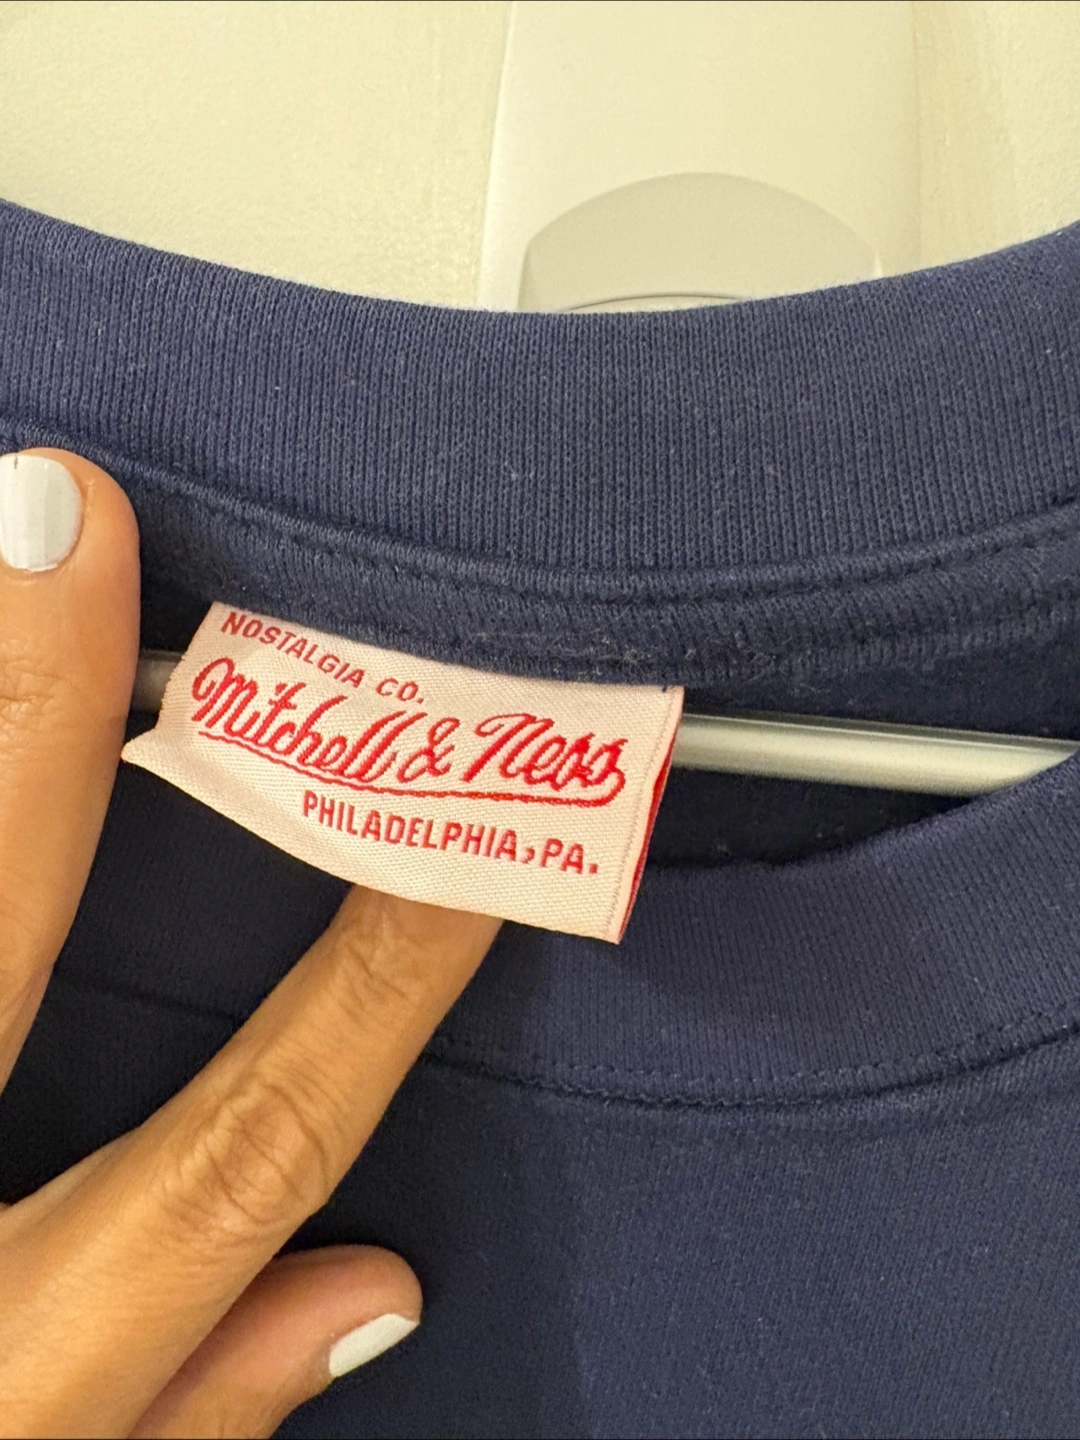 NOSTALGIA CO.
Mitchell & Ness
PHILADELPHIA, PA.